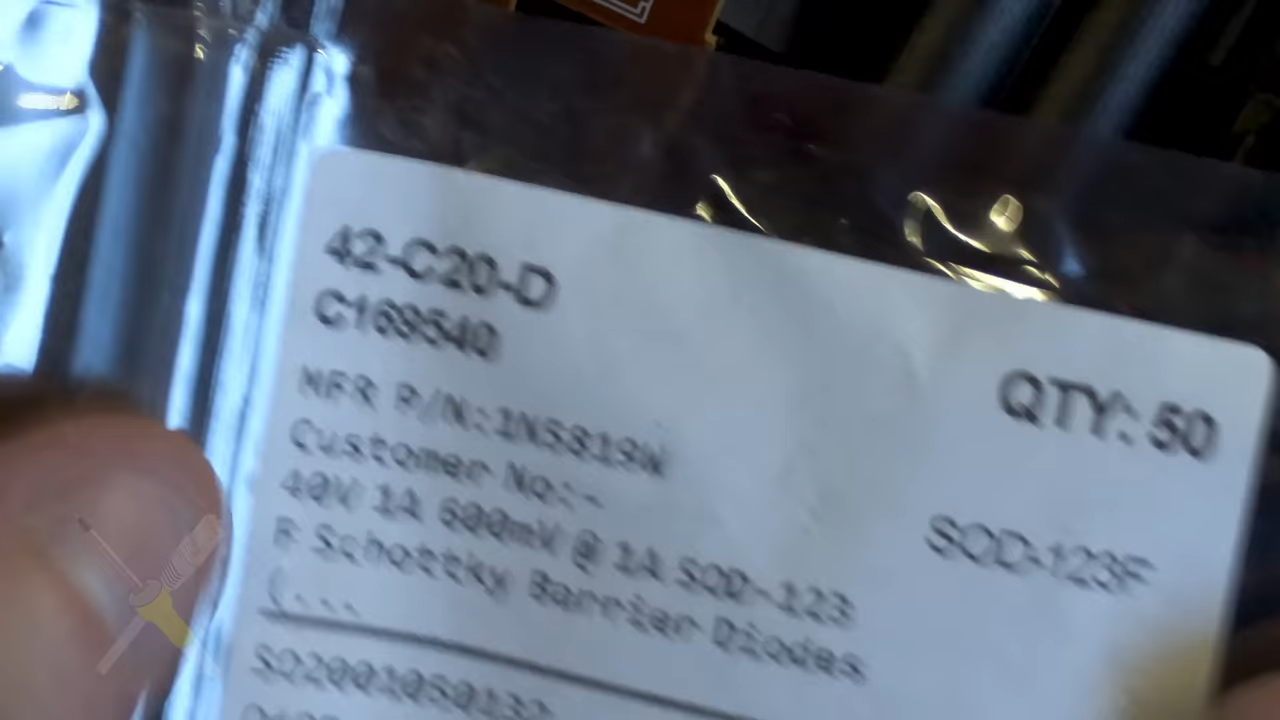 42-C20-D
C169540
QTY: 50
MFR P/N:1N5819W
Customer No:-
40V 1A 600mV @ 1A SOD-123
F Schottky Barrier Diodes
(...
SOD-123F